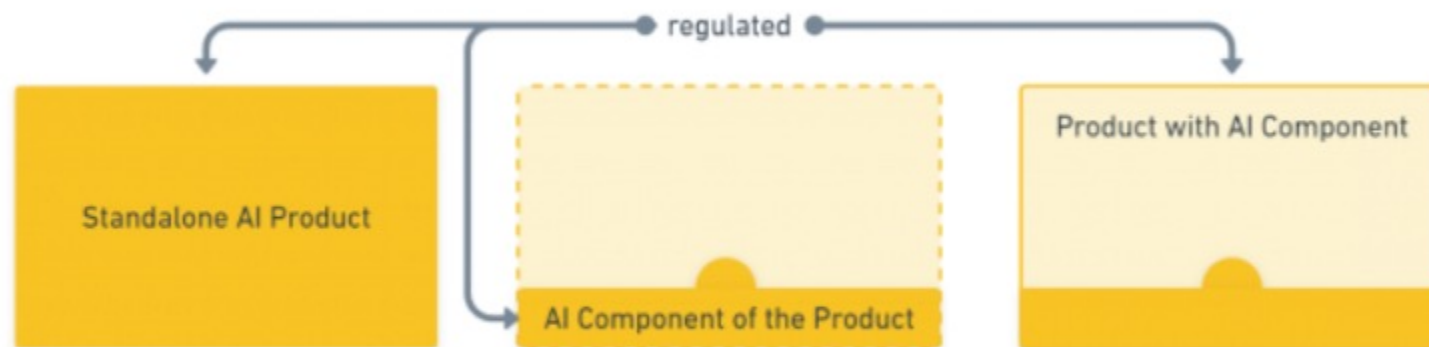 regulated
Product with AI Component
Standalone AI Product
AI Component of the Product